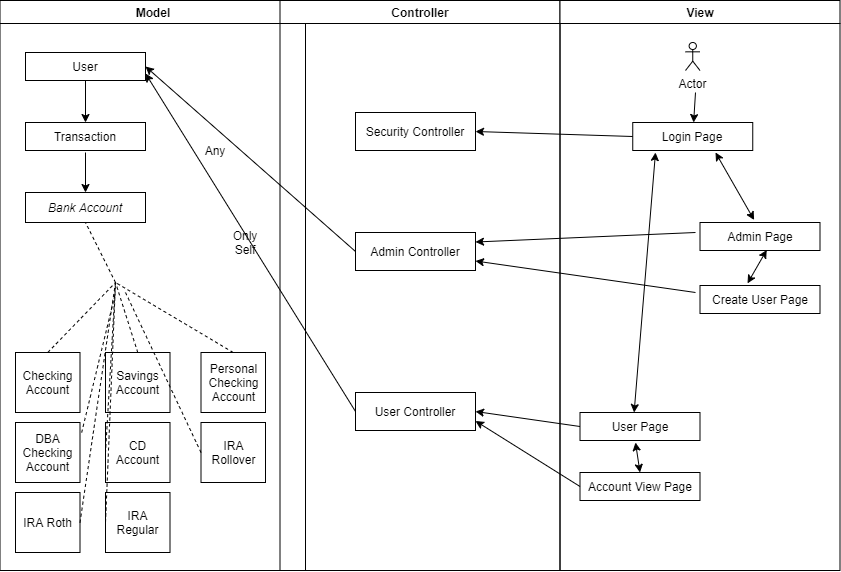 Model
Controller
View
User
Transaction
Bank Account
Any
Only
Self
Checking
Account
Savings
Account
Personal
Checking
Account
DBA
Checking
Account
CD
Account
IRA
Rollover
IRA Roth
IRA
Regular
Security Controller
Admin Controller
User Controller
Actor
Login Page
Admin Page
Create User Page
User Page
Account View Page